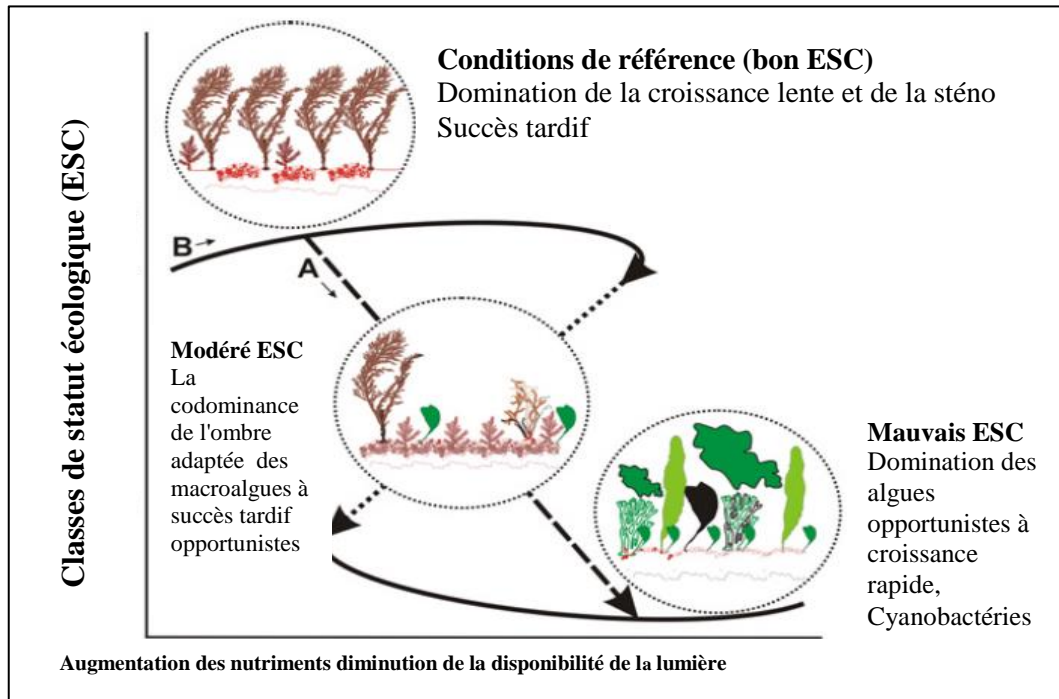 Conditions de référence (bon ESC)
Domination de la croissance lente et de la sténo
Succès tardif
Classes de statut écologique (ESC)
B
A
Modéré ESC
La
codominance
de l'ombre
adaptée des
macroalgues à
succès tardif
opportunistes
Mauvais ESC
Domination des
algues
opportunistes à
croissance
rapide,
Cyanobactéries
Augmentation des nutriments diminution de la disponibilité de la lumière